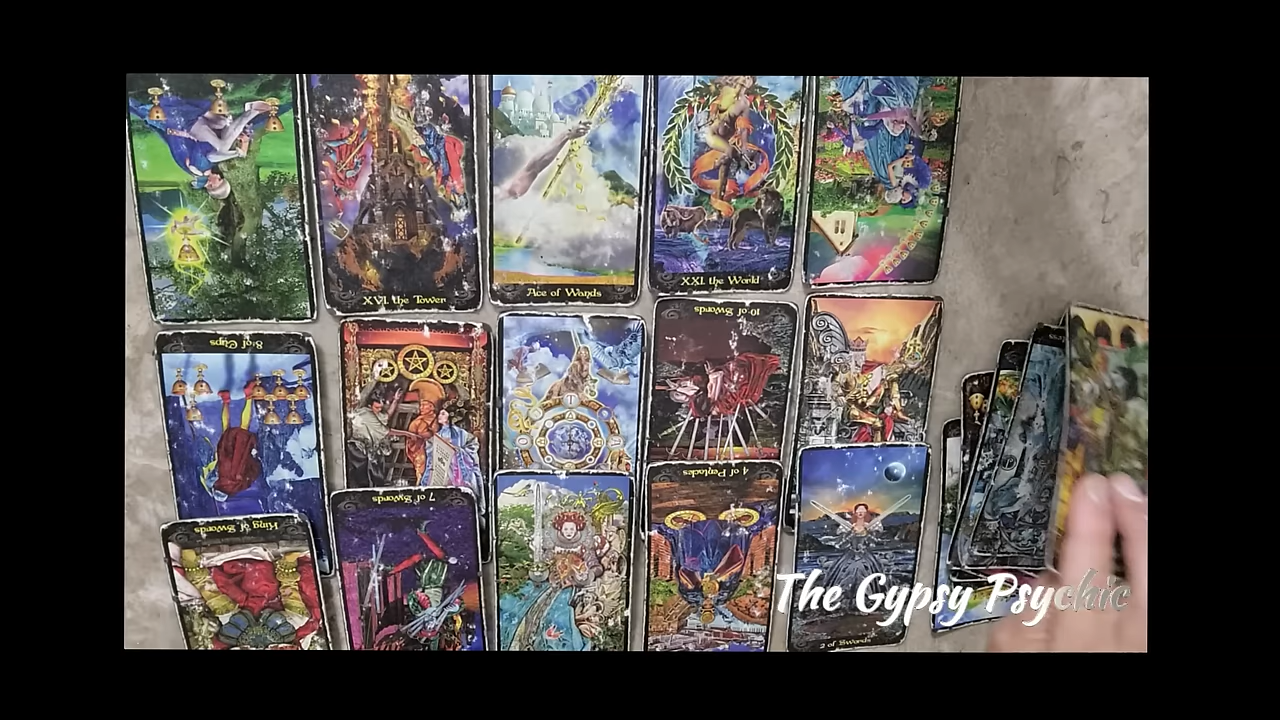 XVI. the Tower
Ace of Wands
XXI. the World
8 of Cups
10 of Swords
King of Swords
7 of Swords
4 of Pentacles
2 of Swords
The Gypsy Psychic